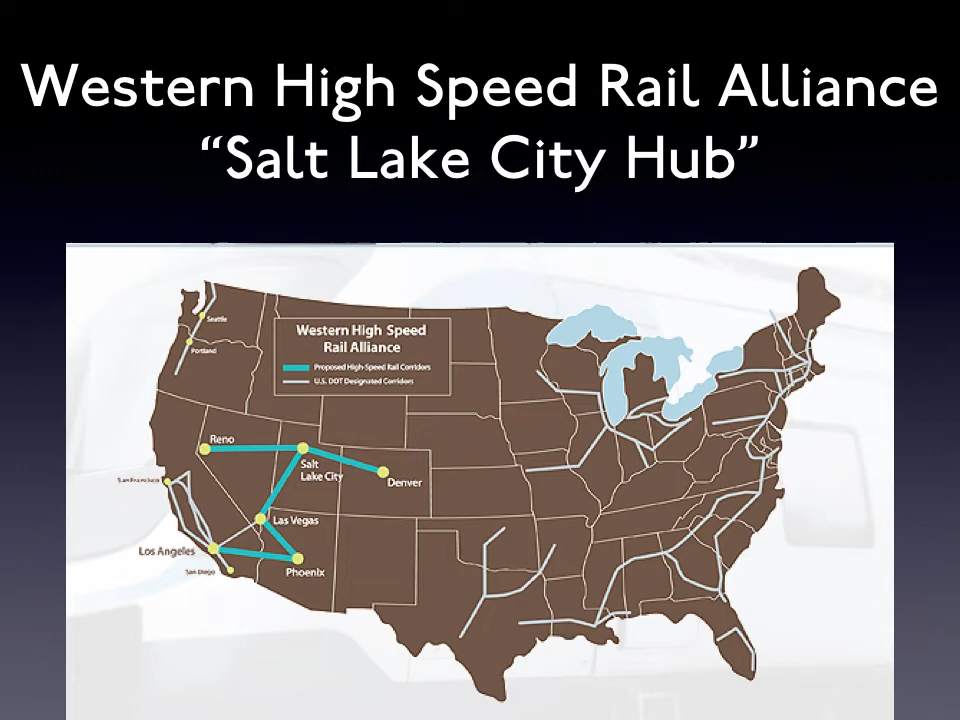 Western High Speed Rail Alliance
“Salt Lake City Hub”
Seattle
Portland
Western High Speed
Rail Alliance
Proposed High-Speed Rail Corridors
U.S. DOT Designated Corridors
Reno
Salt
Lake City
Denver
San Francisco
Las Vegas
Los Angeles
Phoenix
San Diego